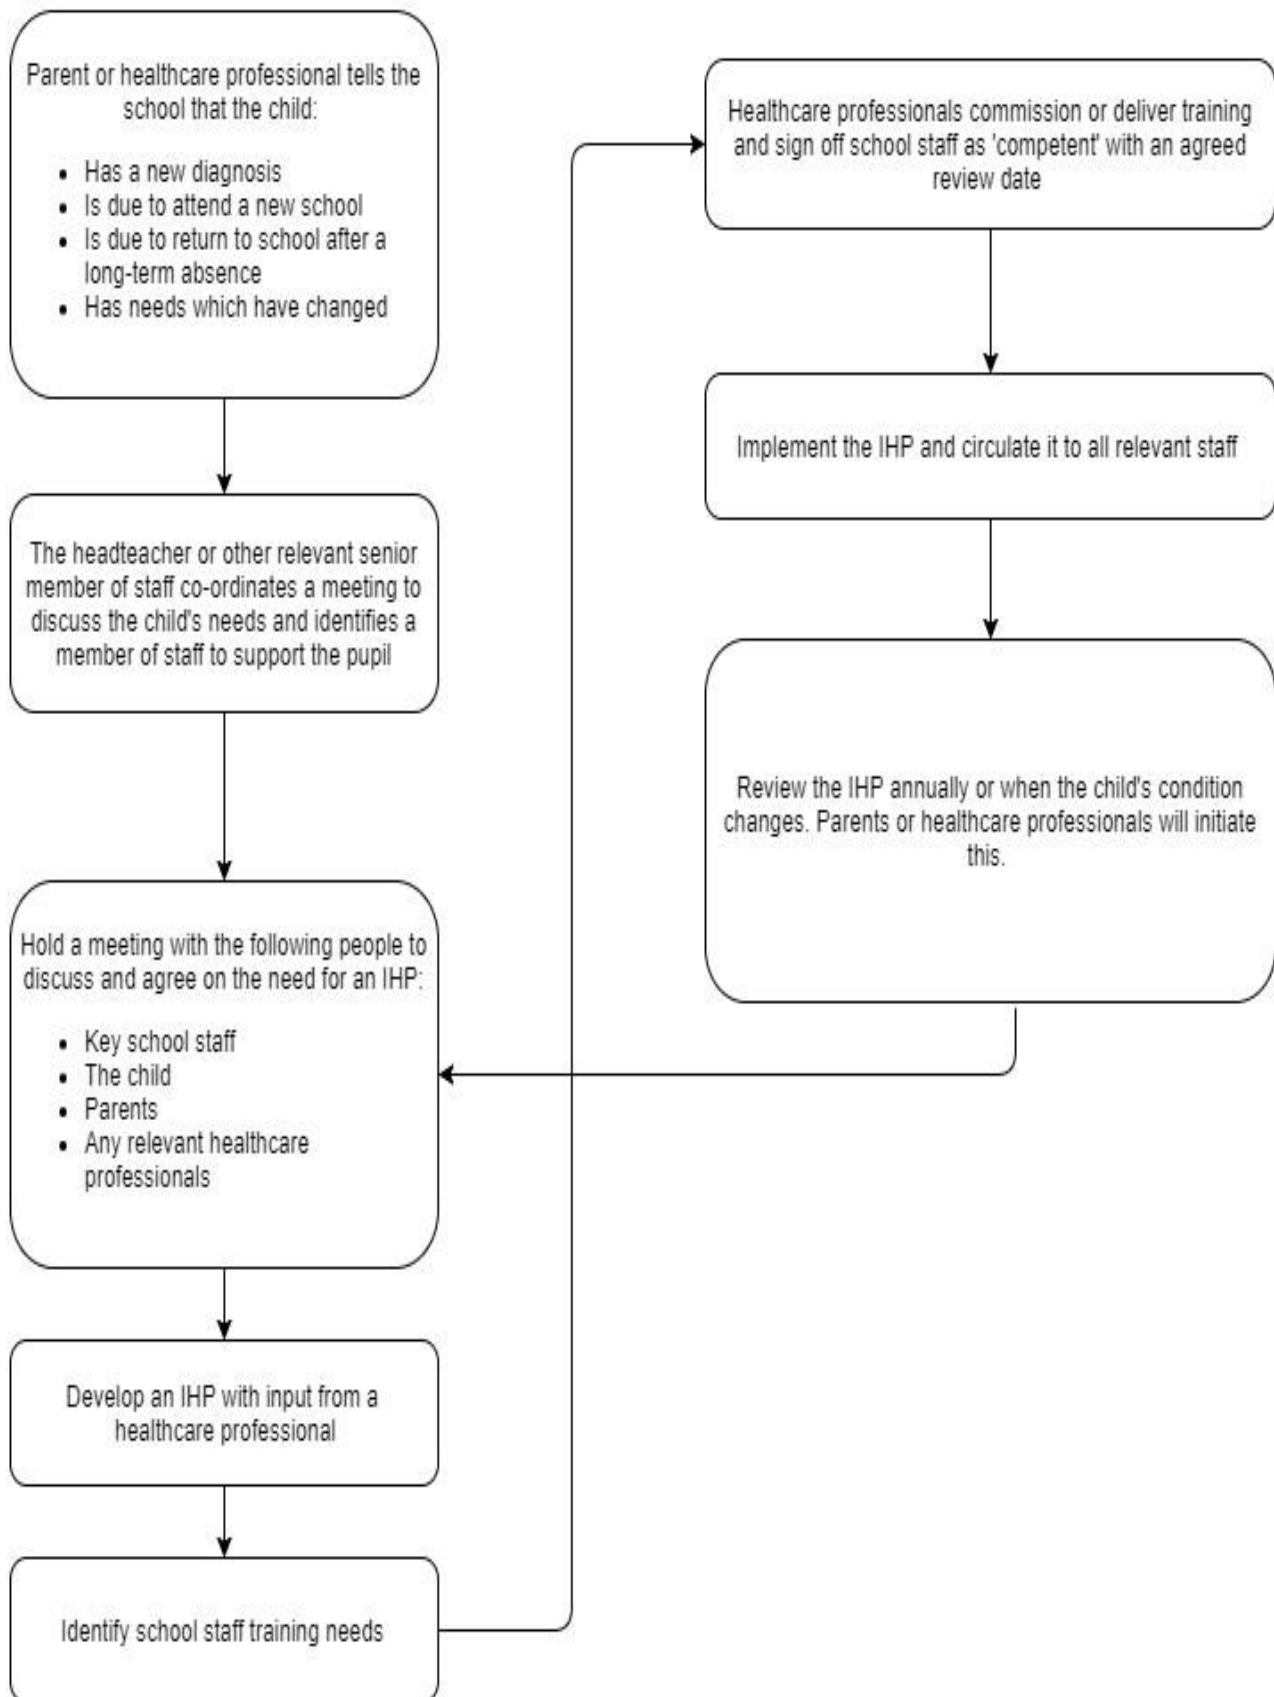 Parent or healthcare professional tells the
school that the child:
• Has a new diagnosis
• Is due to attend a new school
• Is due to return to school after a
long-term absence
• Has needs which have changed
The headteacher or other relevant senior
member of staff co-ordinates a meeting to
discuss the child's needs and identifies a
member of staff to support the pupil
Hold a meeting with the following people to
discuss and agree on the need for an IHP:
• Key school staff
• The child
• Parents
• Any relevant healthcare
professionals
Develop an IHP with input from a
healthcare professional
Identify school staff training needs
Healthcare professionals commission or deliver training
and sign off school staff as 'competent' with an agreed
review date
Implement the IHP and circulate it to all relevant staff
Review the IHP annually or when the child's condition
changes. Parents or healthcare professionals will initiate
this.